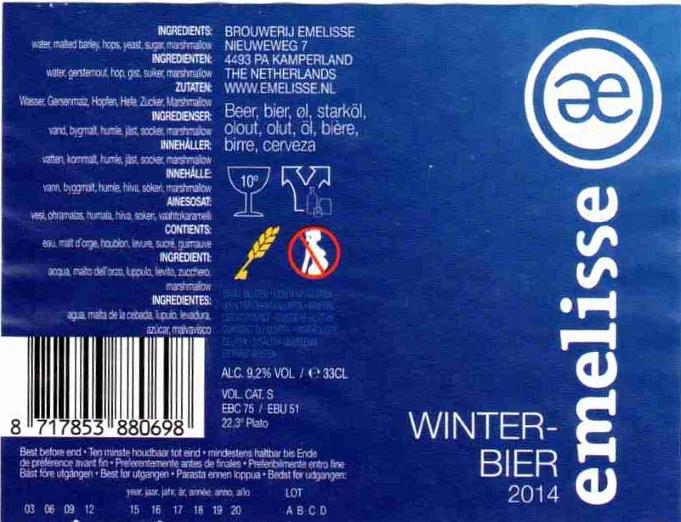 INGREDIENTS:
water, malted barley, hops, yeast, sugar, marshmallow
INGREDIENTEN:
water, gerstemout, hop, gist, suiker, marshmallow
ZUTATEN:
Wasser, Gerstenmalz, Hopfen, Hefe, Zucker, Marshmallow
INGREDIENSER:
vand, bygmalt, humle, jäst, socker, marshmallow
INNEHÅLLER:
vatten, kornmalt, humle, jäst, socker, marshmallow
INNEHÅLLE:
vann, byggmalt, humle, hiiva, sokeri, marshmallow
AINESOSAT:
vesi, ohramalas, humala, hiiva, sokeri, vaahtokaramelli
CONTIENTS:
eau, malt d'orge, houblon, levure, sucre, guimauve
INGREDIENTI:
acqua, malto dell'orzo, luppulo, lievito, zucchero,
marshmallow
INGREDIENTES:
agua, malta de la cebada, lupulo, levadura,
azúcar, malvavisco
8 717853 880698
BROUWERIJ EMELISSE
NIEUWEWEG 7
4493 PA KAMPERLAND
THE NETHERLANDS
WWW.EMELISSE.NL
Beer, bier, øl, starköl,
olout, olut, öl, bière,
birre, cerveza
10°
ALC. 9,2% VOL. / ℮ 33CL
VOL. CAT. S
EBC 75 / EBU 51
22,3° Plato
Best before end • Ten minste houdbaar tot eind • mindestens haltbar bis Ende
de préférence avant fin • Preferentemente antes de finales • Preferibilmente entro fine
Bäst före utgången • Best før utgangen • Parasta ennen loppua • Bedst før udgangen:
year, jaar, jahr, år, année, anno, año
LOT
03 06 09 12
15 16 17 18 19 20
A B C D
æ
emelisse
WINTER-
BIER
2014